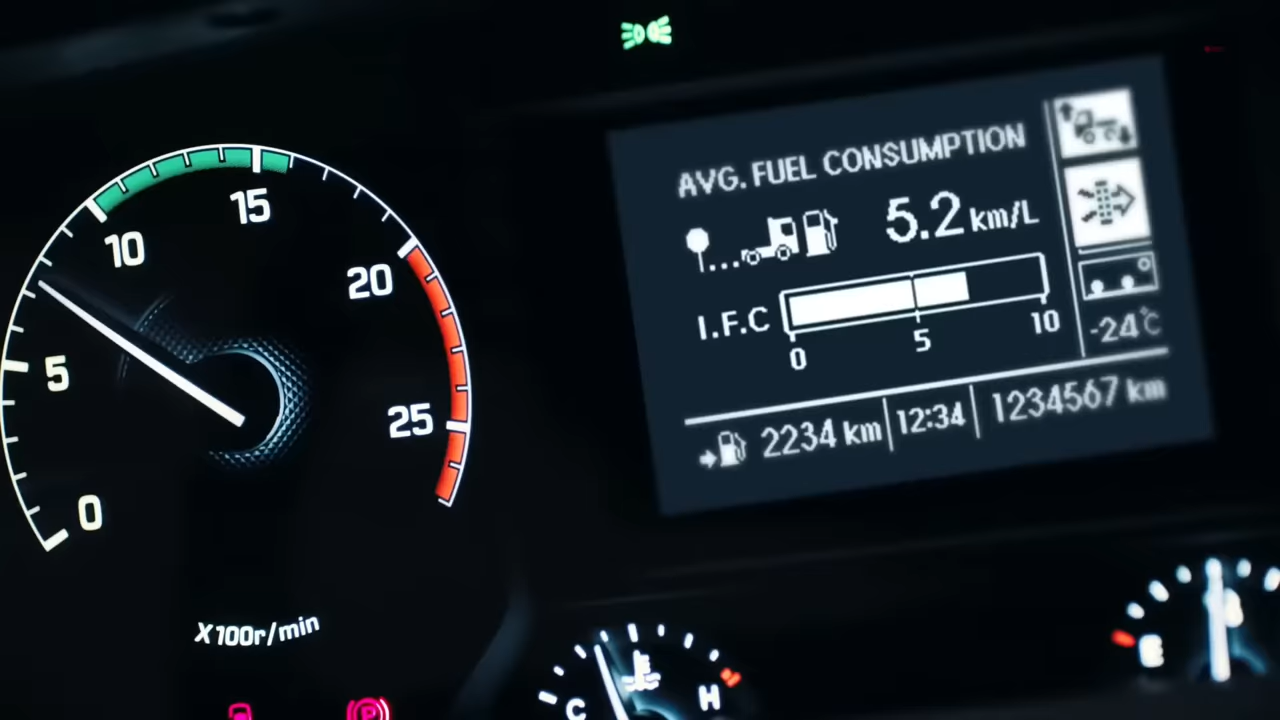 15
10
20
5
25
0
X100r/min
P
AVG. FUEL CONSUMPTION
5.2 km/L
I.F.C
0
5
10
-24°C
2234 km
12:34
1234567 km
C
H
E